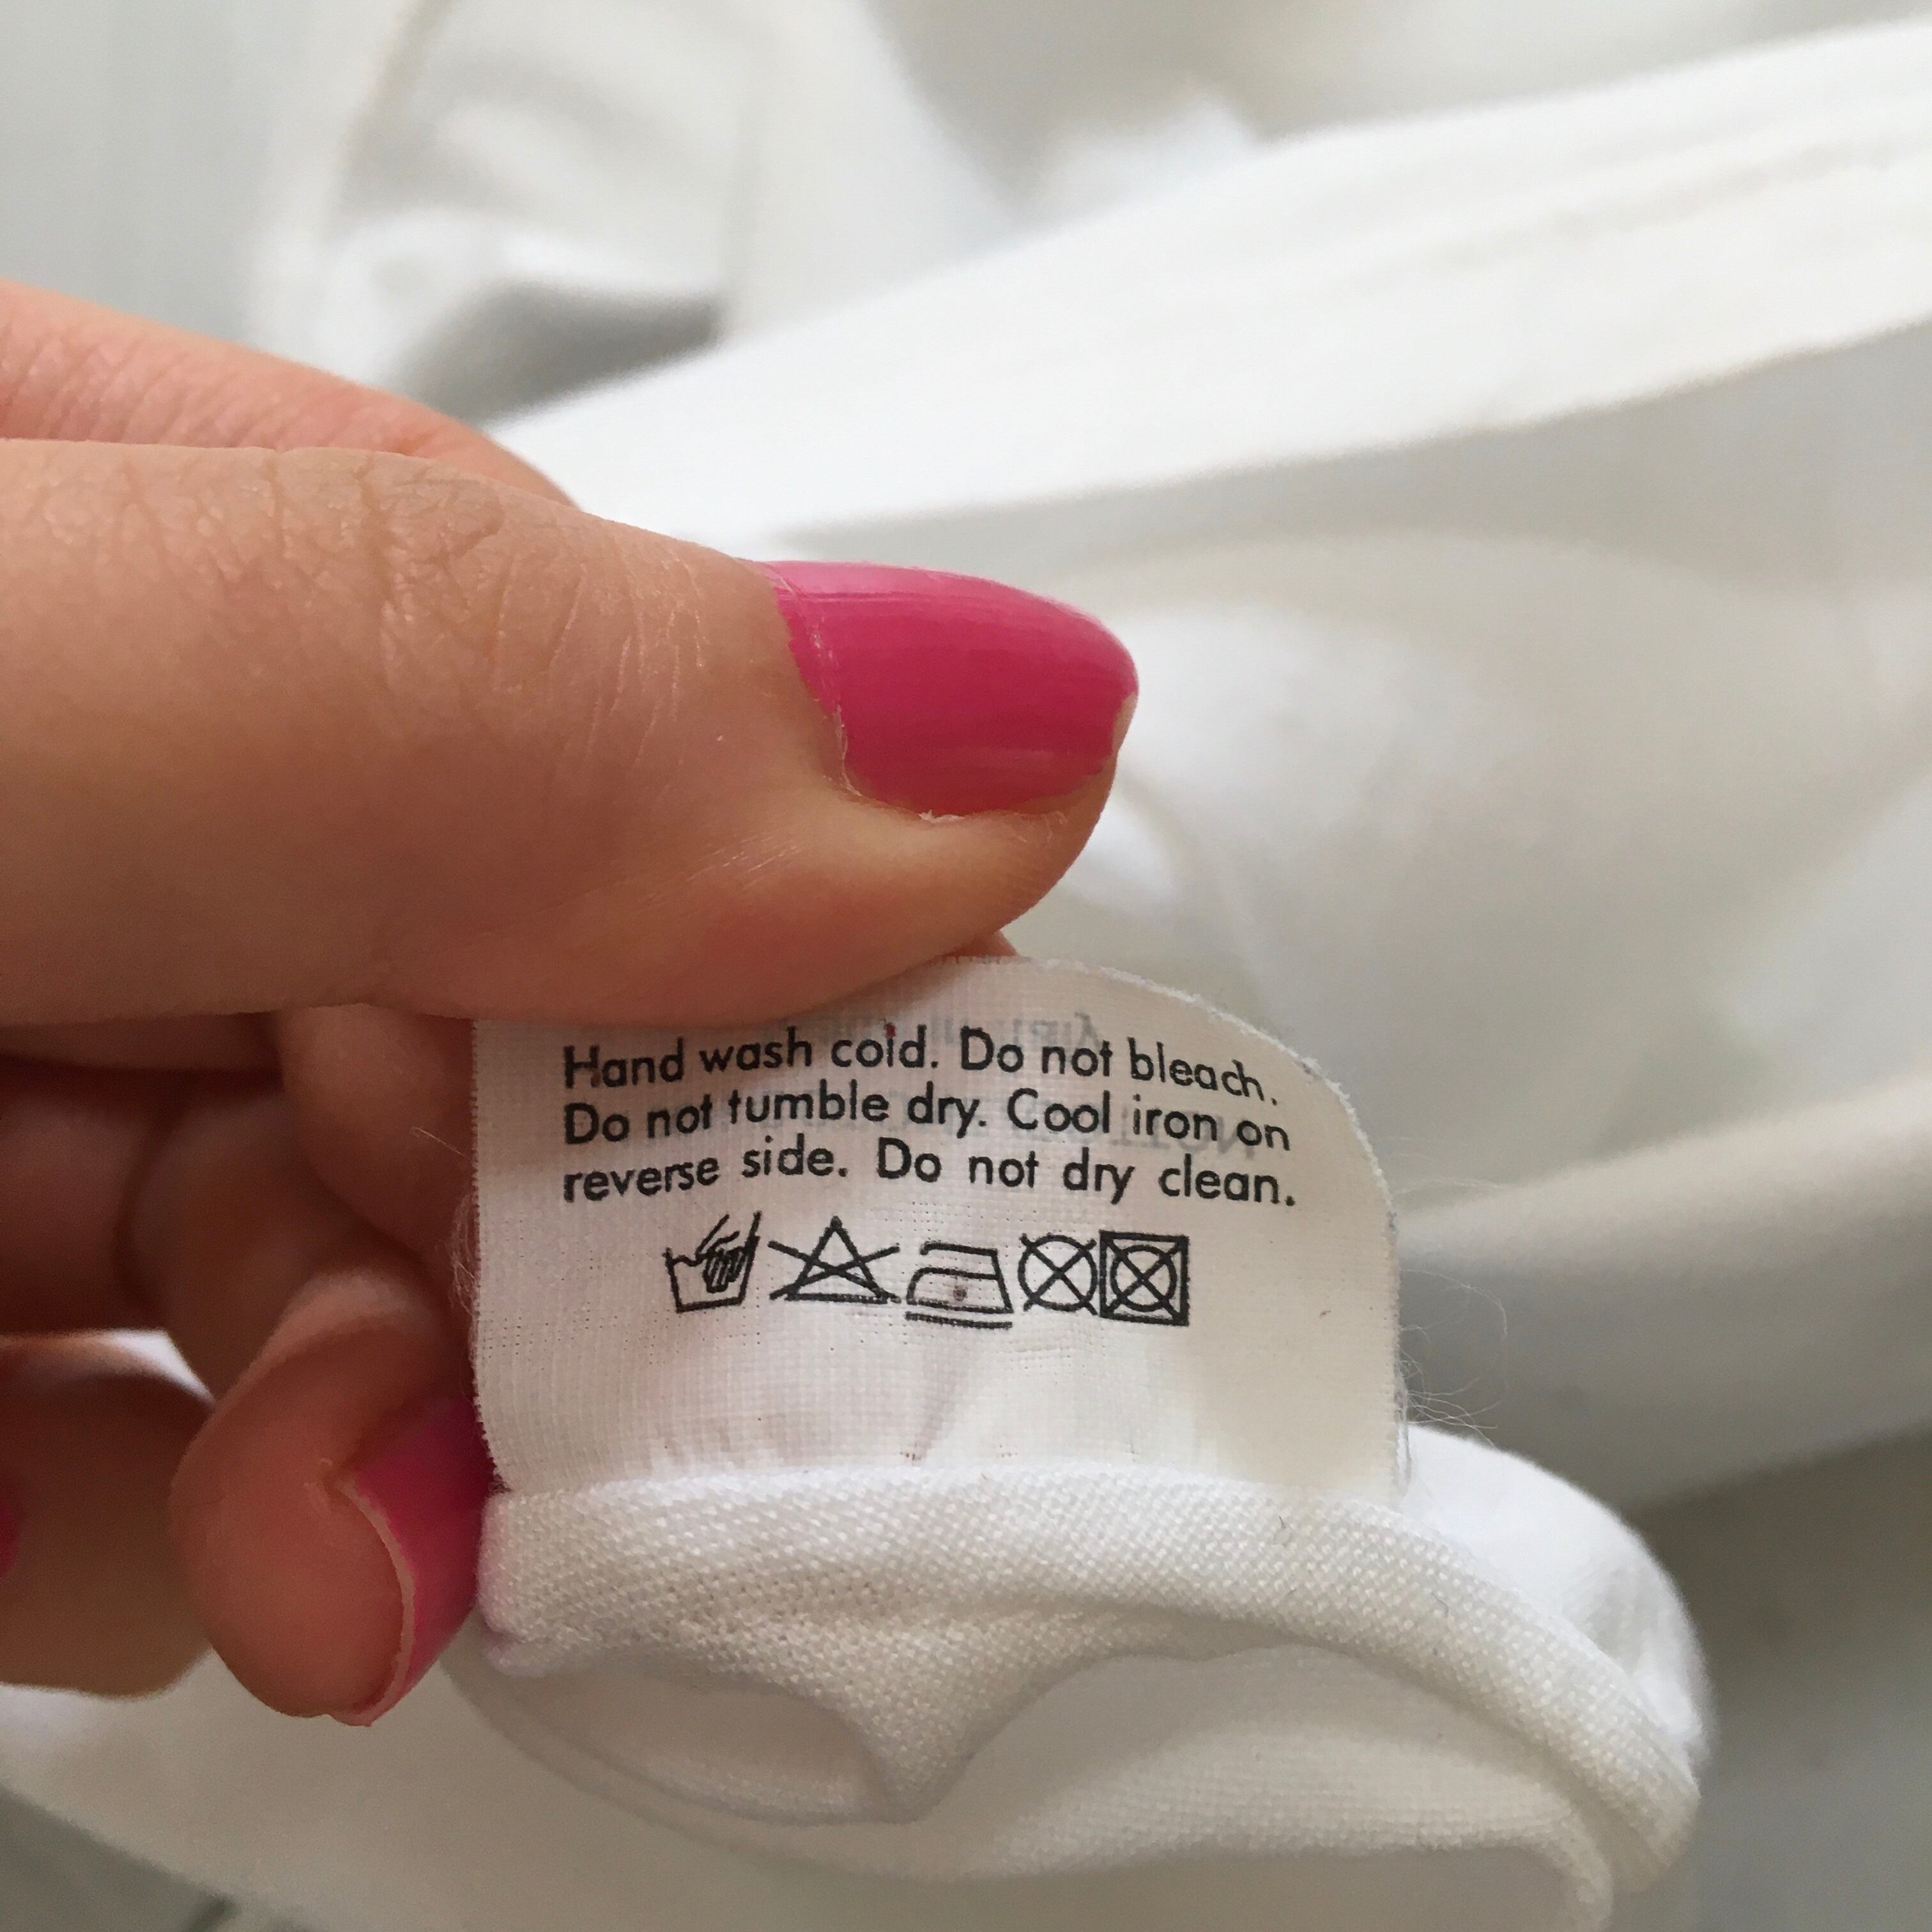 Hand wash cold. Do not bleach.
Do not tumble dry. Cool iron on
reverse side. Do not dry clean.